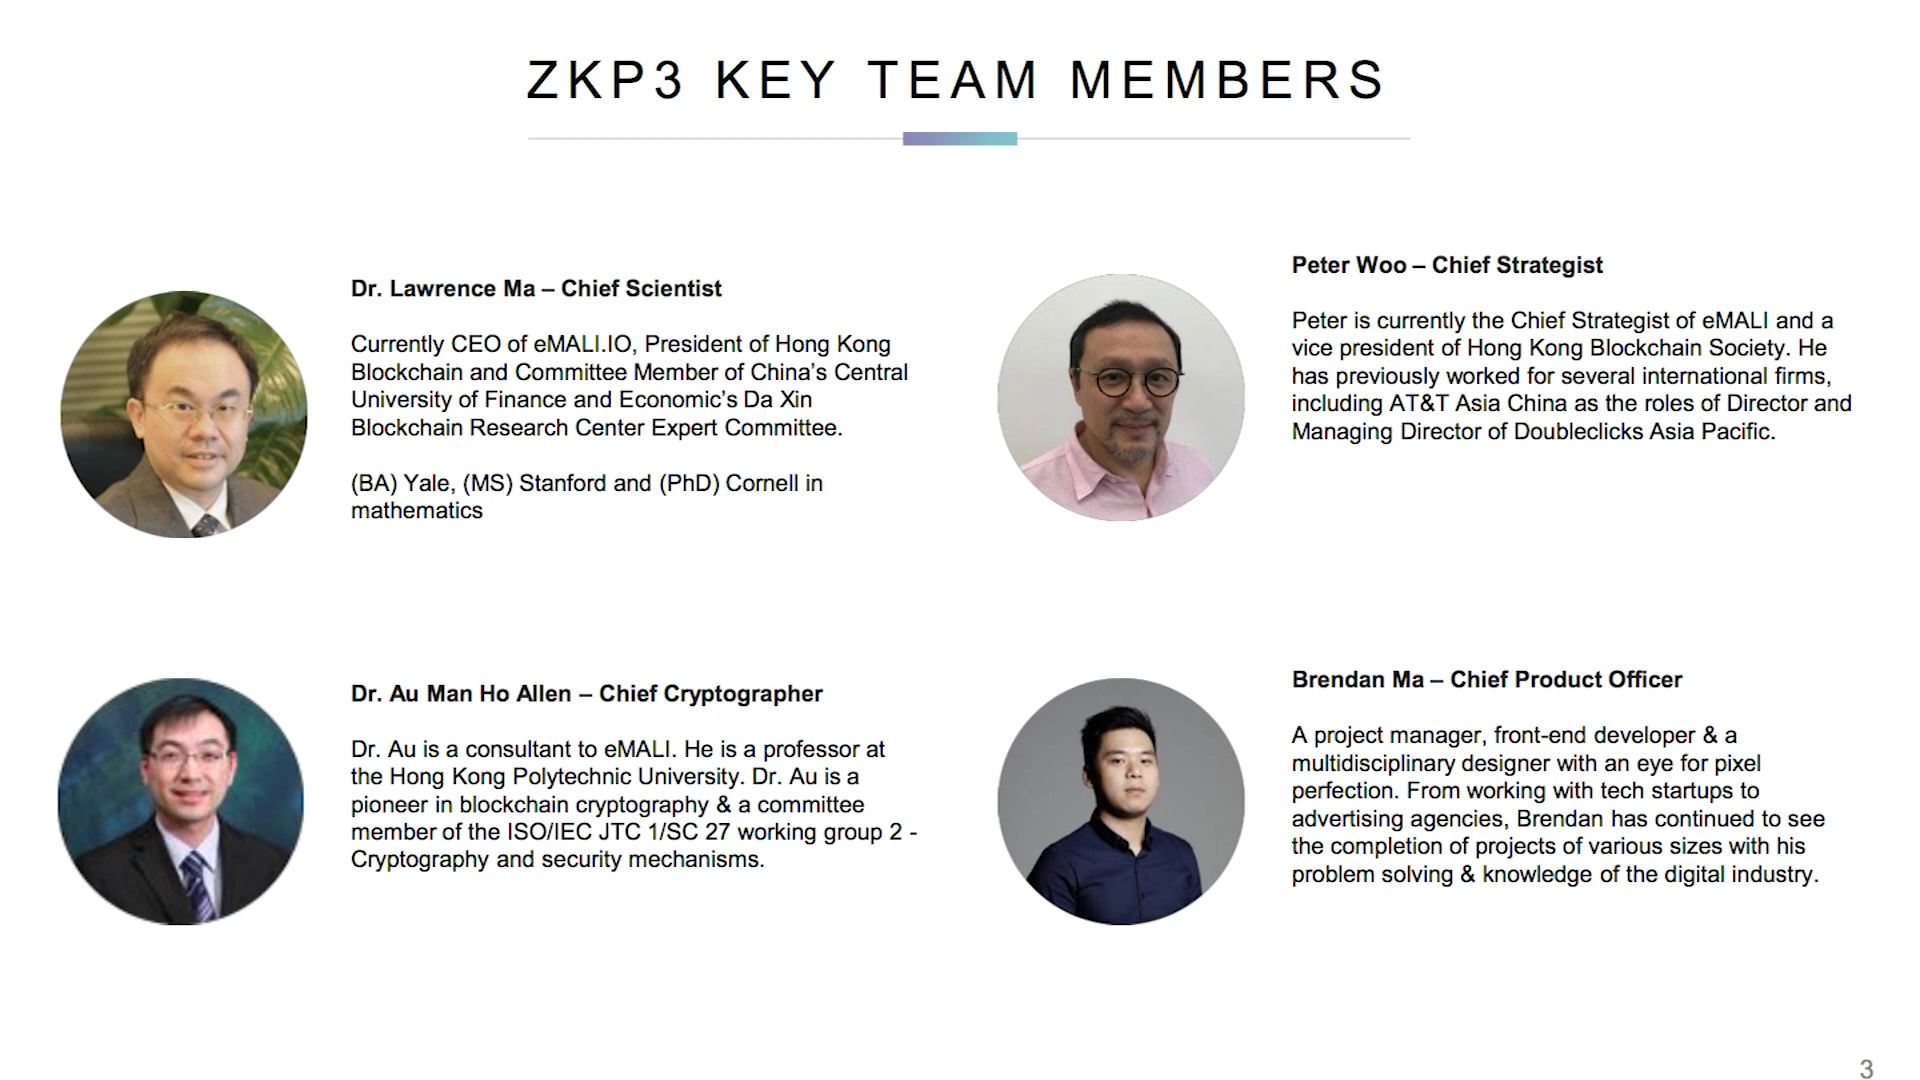 ZKP3 KEY TEAM MEMBERS
Dr. Lawrence Ma – Chief Scientist
Currently CEO of eMALI.IO, President of Hong Kong
Blockchain and Committee Member of China’s Central
University of Finance and Economic’s Da Xin
Blockchain Research Center Expert Committee.
(BA) Yale, (MS) Stanford and (PhD) Cornell in
mathematics
Peter Woo – Chief Strategist
Peter is currently the Chief Strategist of eMALI and a
vice president of Hong Kong Blockchain Society. He
has previously worked for several international firms,
including AT&T Asia China as the roles of Director and
Managing Director of Doubleclicks Asia Pacific.
Dr. Au Man Ho Allen – Chief Cryptographer
Dr. Au is a consultant to eMALI. He is a professor at
the Hong Kong Polytechnic University. Dr. Au is a
pioneer in blockchain cryptography & a committee
member of the ISO/IEC JTC 1/SC 27 working group 2 -
Cryptography and security mechanisms.
Brendan Ma – Chief Product Officer
A project manager, front-end developer & a
multidisciplinary designer with an eye for pixel
perfection. From working with tech startups to
advertising agencies, Brendan has continued to see
the completion of projects of various sizes with his
problem solving & knowledge of the digital industry.
3